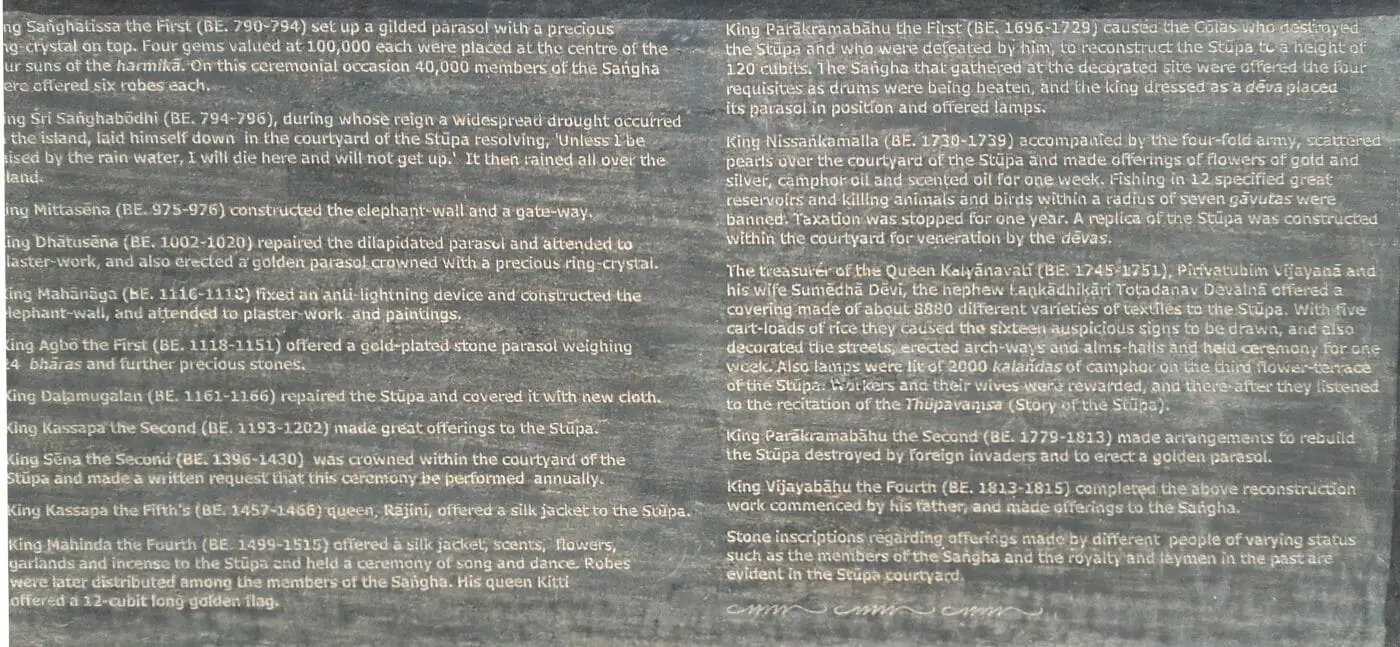 ng Saṅghatissa the First (BE. 790-794) set up a gilded parasol with a precious
ng-crystal on top. Four gems valued at 100,000 each were placed at the centre of the
ur suns of the harmikā. On this ceremonial occasion 40,000 members of the Saṅgha
ere offered six robes each.
ng Śri Saṅghabōdhi (BE. 794-796), during whose reign a widespread drought occurred
the island, laid himself down in the courtyard of the Stūpa resolving, 'Unless I be
aised by the rain water, I will die here and will not get up.' It then rained all over the
land.
ing Mittasēna (BE. 975-976) constructed the elephant-wall and a gate-way.
ing Dhātusēna (BE. 1002-1020) repaired the dilapidated parasol and attended to
laster-work, and also erected a golden parasol crowned with a precious ring-crystal.
King Mahānāga (BE. 1116-1118) fixed an anti-lightning device and constructed the
lephant-wall, and attended to plaster-work and paintings.
King Agbō the First (BE. 1118-1151) offered a gold-plated stone parasol weighing
24 bhāras and further precious stones.
King Daḷamugalan (BE. 1161-1166) repaired the Stūpa and covered it with new cloth.
King Kassapa the Second (BE. 1193-1202) made great offerings to the Stūpa.
King Sēna the Second (BE. 1396-1430) was crowned within the courtyard of the
Stūpa and made a written request that this ceremony be performed annually.
King Kassapa the Fifth's (BE. 1457-1466) queen, Rājinī, offered a silk jacket to the Stūpa.
King Mahinda the Fourth (BE. 1499-1515) offered a silk jacket, scents, flowers,
garlands and incense to the Stūpa and held a ceremony of song and dance. Robes
were later distributed among the members of the Saṅgha. His queen Kitti
offered a 12-cubit long golden flag.
King Parākramabāhu the First (BE. 1696-1729) caused the Cōlas who destroyed
the Stūpa and who were defeated by him, to reconstruct the Stūpa to a height of
120 cubits. The Saṅgha that gathered at the decorated site were offered the four
requisites as drums were being beaten, and the king dressed as a dēva placed
its parasol in position and offered lamps.
King Nissaṅkamalla (BE. 1730-1739) accompanied by the four-fold army, scattered
pearls over the courtyard of the Stūpa and made offerings of flowers of gold and
silver, camphor oil and scented oil for one week. Fishing in 12 specified great
reservoirs and killing animals and birds within a radius of seven gāvutas were
banned. Taxation was stopped for one year. A replica of the Stūpa was constructed
within the courtyard for veneration by the dēvas.
The treasurer of the Queen Kalyānavati (BE. 1745-1751), Pirivatubim Vijayanā and
his wife Sumēdhā Dēvi, the nephew Laṇkādhikāri Totadanav Dēvalnā offered a
covering made of about 8880 different varieties of textiles to the Stūpa. With five
cart-loads of rice they caused the sixteen auspicious signs to be drawn, and also
decorated the streets, erected arch-ways and alms-halls and held ceremony for one
week. Also lamps were lit of 2000 kalandas of camphor on the third flower-terrace
of the Stūpa. Workers and their wives were rewarded, and there-after they listened
to the recitation of the Thūpavaṃsa (Story of the Stūpa).
King Parākramabāhu the Second (BE. 1779-1813) made arrangements to rebuild
the Stūpa destroyed by foreign invaders and to erect a golden parasol.
King Vijayabāhu the Fourth (BE. 1813-1815) completed the above reconstruction
work commenced by his father, and made offerings to the Saṅgha.
Stone inscriptions regarding offerings made by different people of varying status
such as the members of the Saṅgha and the royalty and laymen in the past are
evident in the Stūpa courtyard.